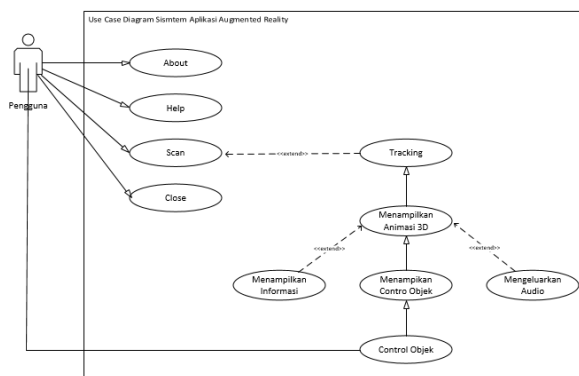 Use Case Diagram Sismtem Aplikasi Augmented Reality
About
Pengguna
Help
Scan
<<extend>>
Tracking
Close
Menampilkan
Animasi 3D
<<extend>>
<<extend>>
Menampilkan
Informasi
Menampikan
Contro Objek
Mengeluarkan
Audio
Control Objek